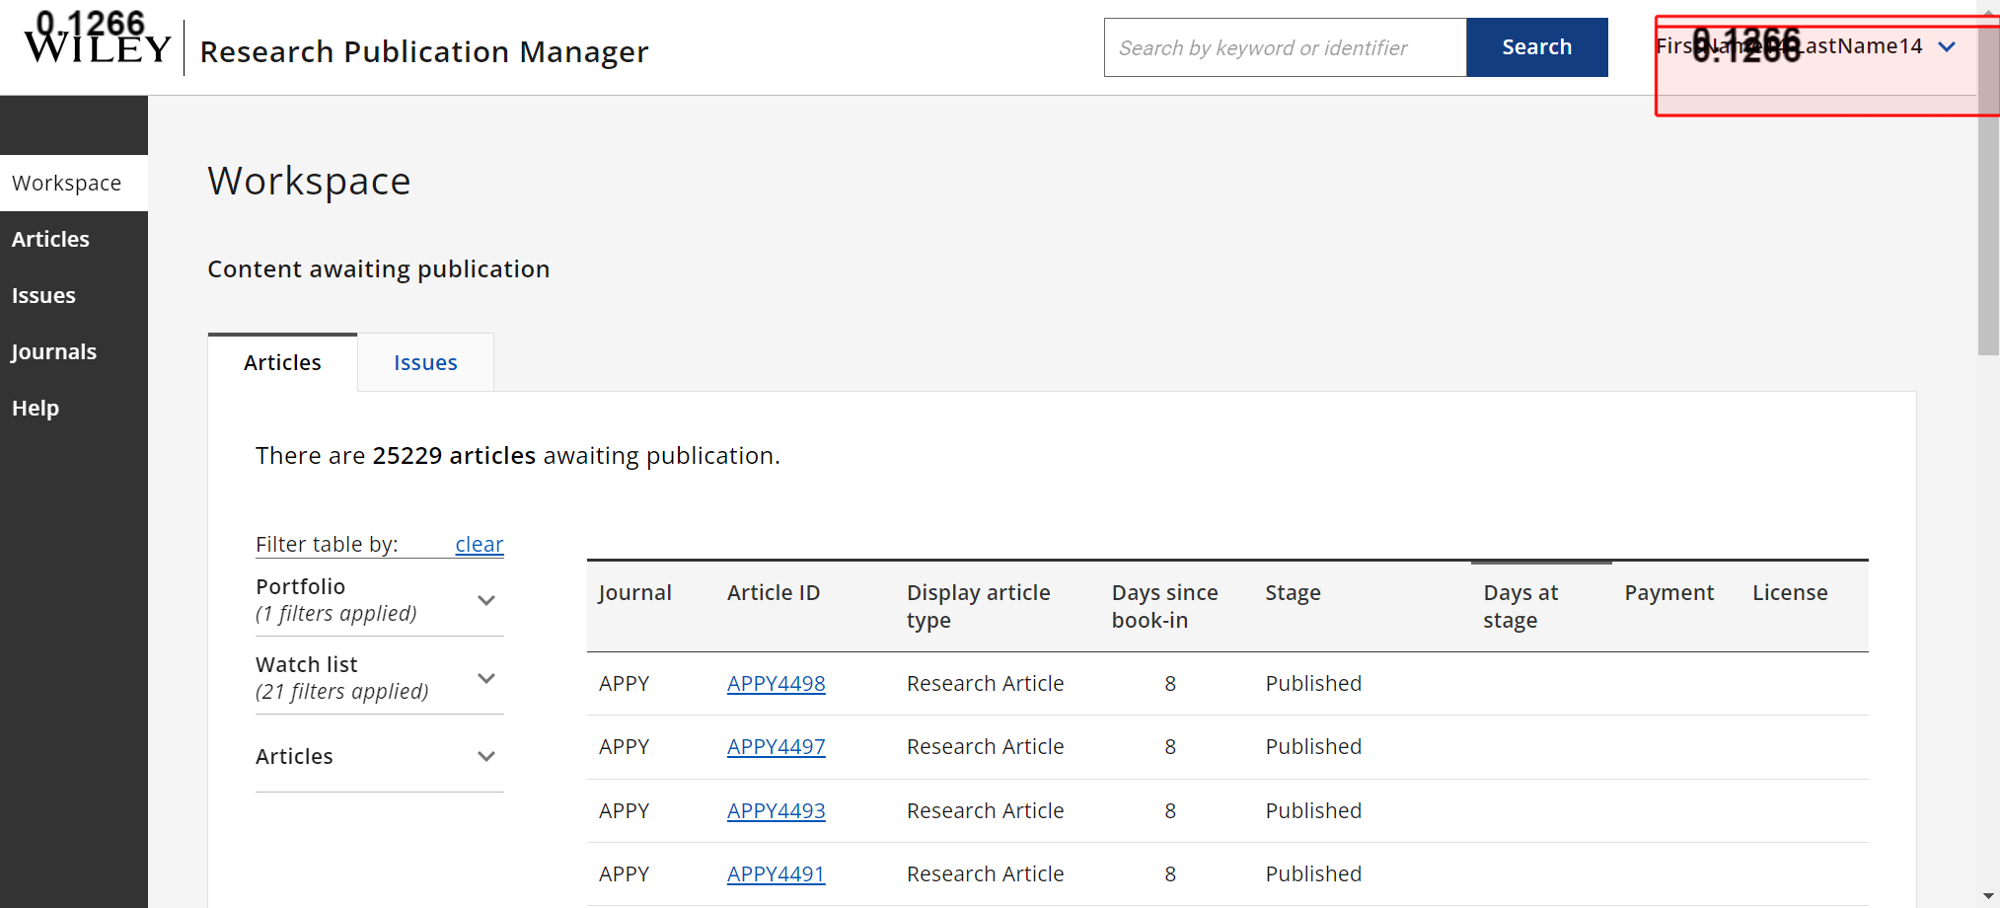 0.1266
WILEY Research Publication Manager
Search by keyword or identifier
Search
FirstName14 LastName14
0.1266
Workspace
Articles
Issues
Journals
Help
Workspace
Content awaiting publication
Articles Issues
There are 25229 articles awaiting publication.
Filter table by: clear
Portfolio
(1 filters applied)
Watch list
(21 filters applied)
Articles
Journal Article ID Display article type Days since book-in Stage Days at stage Payment License
APPY APPY4498 Research Article 8 Published
APPY APPY4497 Research Article 8 Published
APPY APPY4493 Research Article 8 Published
APPY APPY4491 Research Article 8 Published